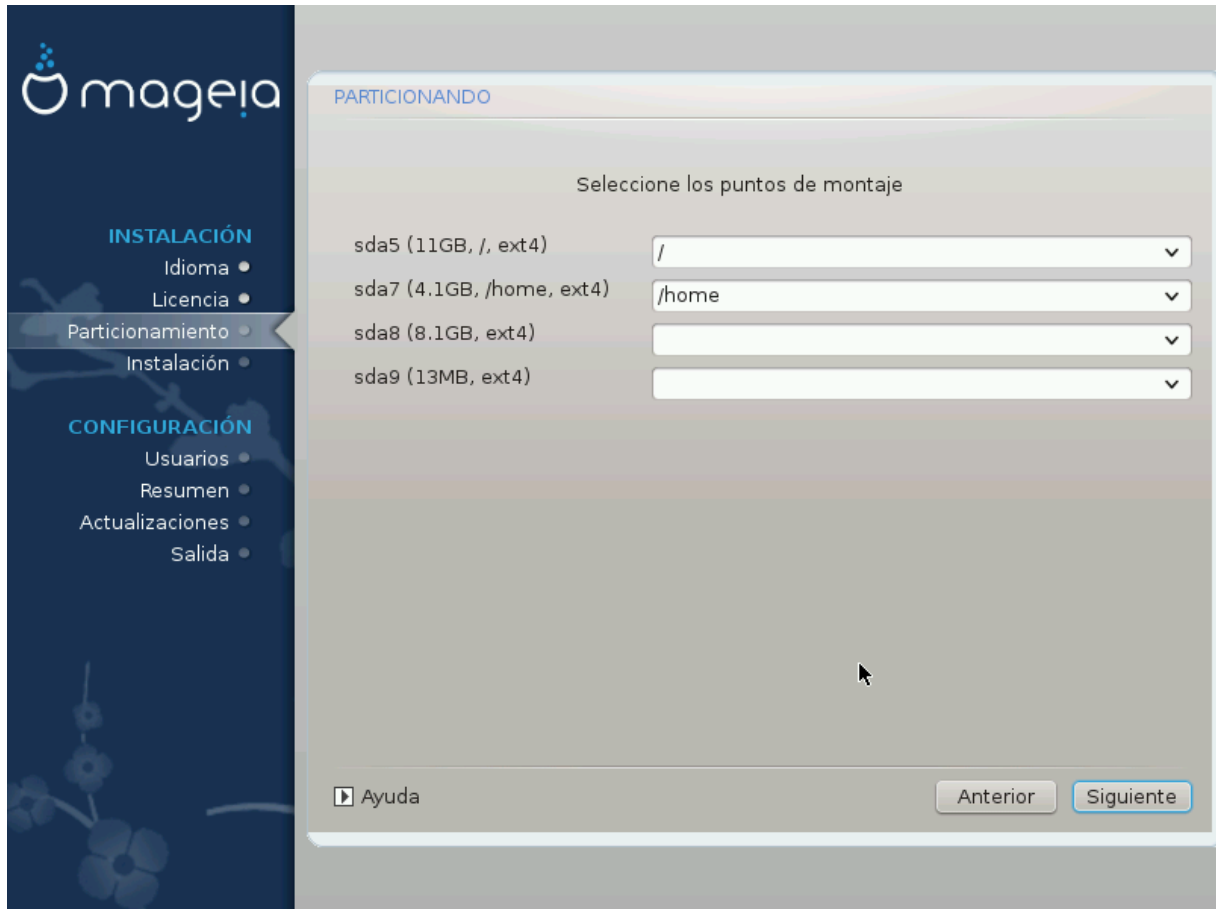 mageia
INSTALACIÓN
Idioma
Licencia
Particionamiento
Instalación
CONFIGURACIÓN
Usuarios
Resumen
Actualizaciones
Salida
PARTICIONANDO
Seleccione los puntos de montaje
sda5 (11GB, /, ext4) /
sda7 (4.1GB, /home, ext4) /home
sda8 (8.1GB, ext4)
sda9 (13MB, ext4)
Ayuda Anterior Siguiente